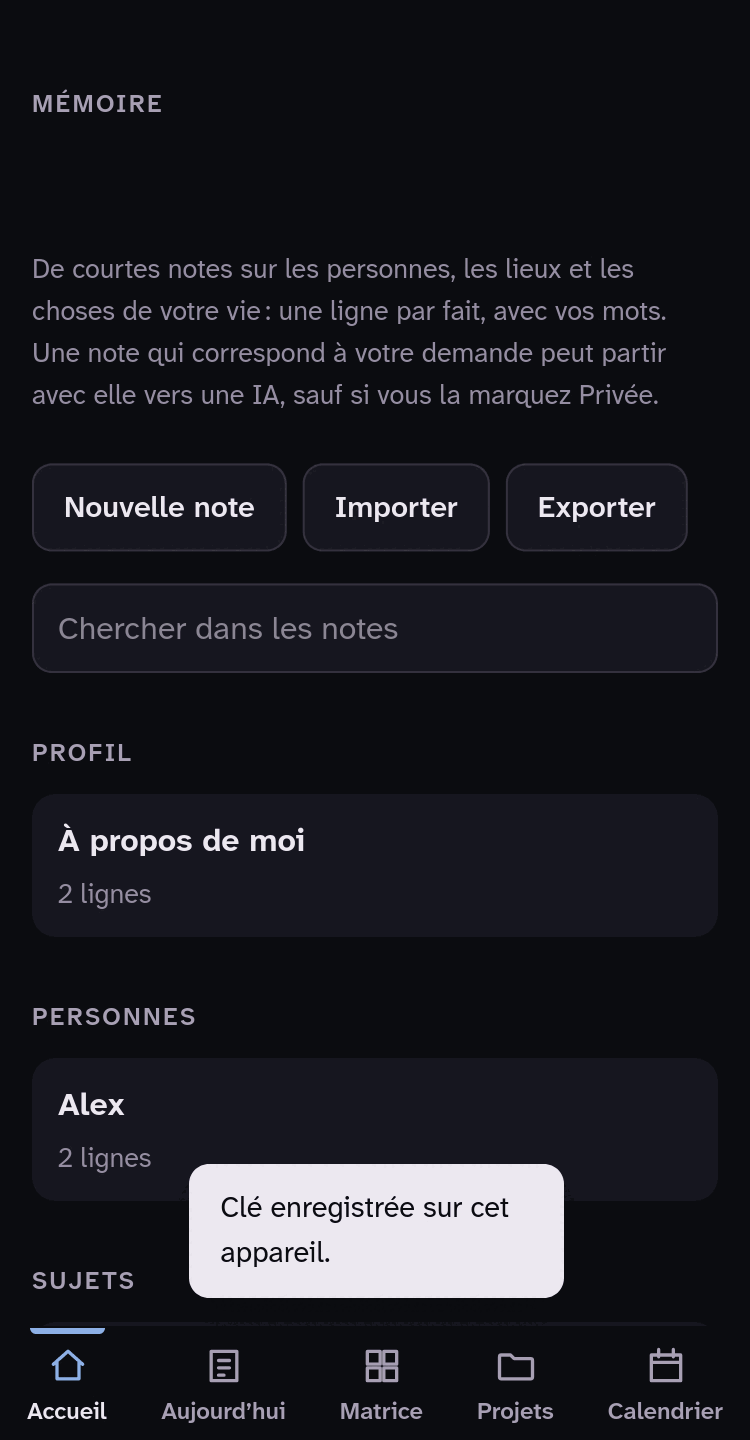 MÉMOIRE
De courtes notes sur les personnes, les lieux et les
choses de votre vie : une ligne par fait, avec vos mots.
Une note qui correspond à votre demande peut partir
avec elle vers une IA, sauf si vous la marquez Privée.
Nouvelle note
Importer
Exporter
Chercher dans les notes
PROFIL
À propos de moi
2 lignes
PERSONNES
Alex
2 lignes
Clé enregistrée sur cet
appareil.
SUJETS
Accueil
Aujourd’hui
Matrice
Projets
Calendrier